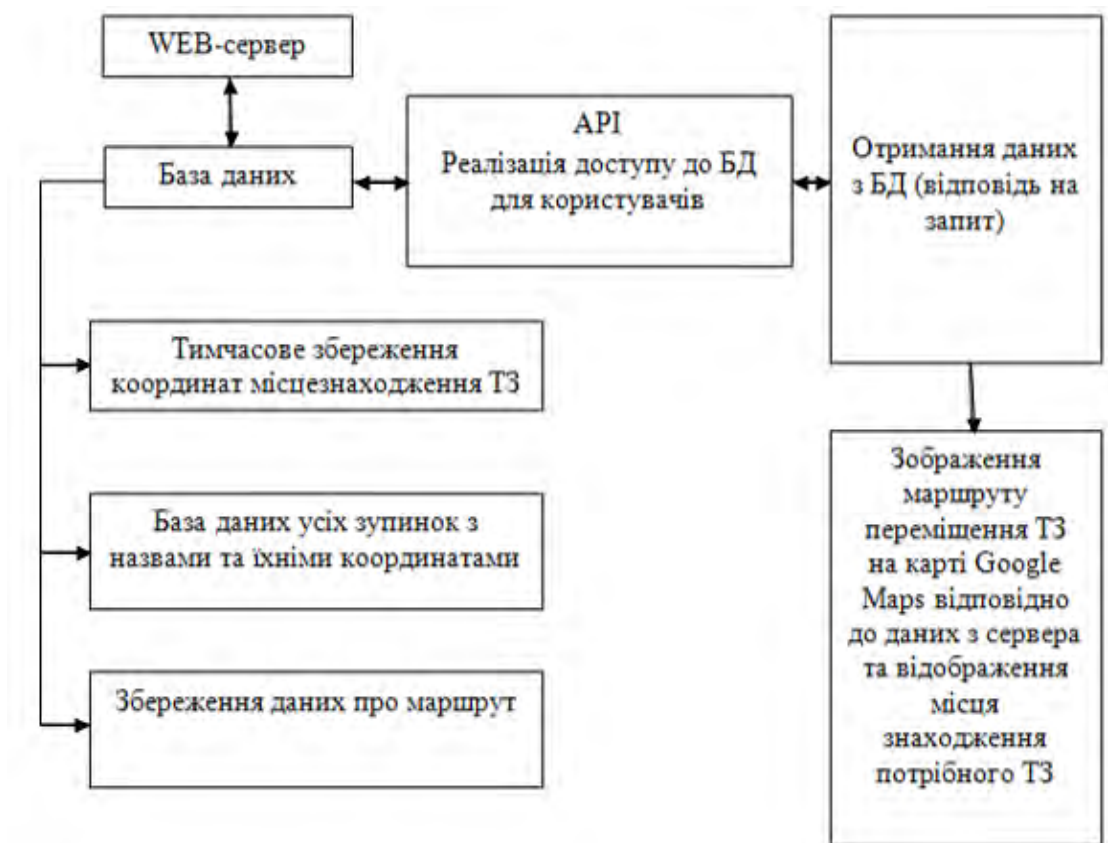 WEB-сервер
База даних
API
Реалізація доступу до БД
для користувачів
Отримання даних
з БД (відповідь на
запит)
Тимчасове збереження
координат місцезнаходження ТЗ
База даних усіх зупинок з
назвами та їхніми координатами
Збереження даних про маршрут
Зображення
маршруту
переміщення ТЗ
на карті Google
Maps відповідно
до даних з сервера
та відображення
місця
знаходження
потрібного ТЗ